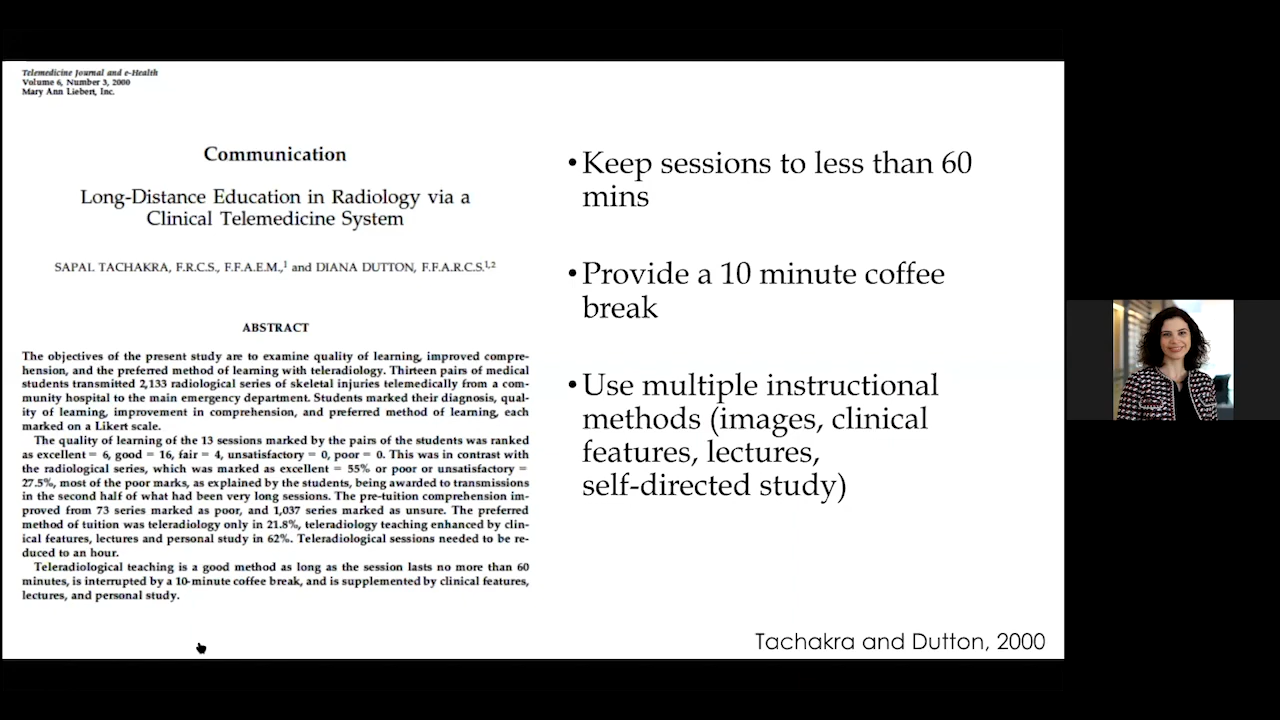 Telemedicine Journal and e-Health
Volume 6, Number 3, 2000
Mary Ann Liebert, Inc.
Communication
Long-Distance Education in Radiology via a
Clinical Telemedicine System
SAPAL TACHAKRA, F.R.C.S., F.F.A.E.M.,1 and DIANA DUTTON, F.F.A.R.C.S.1,2
ABSTRACT
The objectives of the present study are to examine quality of learning, improved compre-
hension, and the preferred method of learning with teleradiology. Thirteen pairs of medical
students transmitted 2,133 radiological series of skeletal injuries telemedically from a com-
munity hospital to the main emergency department. Students marked their diagnosis, qual-
ity of learning, improvement in comprehension, and preferred method of learning, each
marked on a Likert scale.
The quality of learning of the 13 sessions marked by the pairs of the students was ranked
as excellent = 6, good = 16, fair = 4, unsatisfactory = 0, poor = 0. This was in contrast with
the radiological series, which was marked as excellent = 55% or poor or unsatisfactory =
27.5%, most of the poor marks, as explained by the students, being awarded to transmissions
in the second half of what had been very long sessions. The pre-tuition comprehension im-
proved from 73 series marked as poor, and 1,037 series marked as unsure. The preferred
method of tuition was teleradiology only in 21.8%, teleradiology teaching enhanced by clin-
ical features, lectures and personal study in 62%. Teleradiological sessions needed to be re-
duced to an hour.
Teleradiological teaching is a good method as long as the session lasts no more than 60
minutes, is interrupted by a 10-minute coffee break, and is supplemented by clinical features,
lectures, and personal study.
•Keep sessions to less than 60
mins
•Provide a 10 minute coffee
break
•Use multiple instructional
methods (images, clinical
features, lectures,
self-directed study)
Tachakra and Dutton, 2000